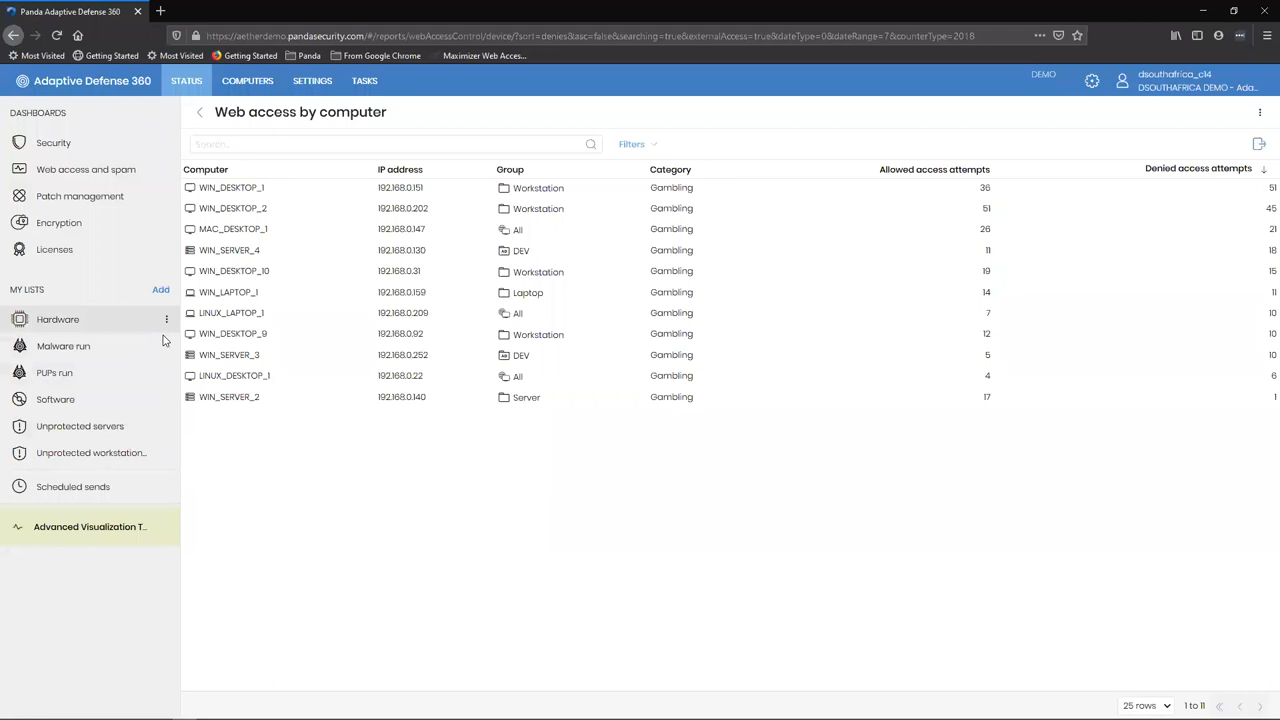 Panda Adaptive Defense 360
https://aetherdemo.pandasecurity.com/#/reports/webAccessControl/device/?sort=denies&asc=false&searching=true&externalAccess=true&dateType=0&dateRange=7&counterType=2018
Most Visited Getting Started Most Visited Getting Started Panda From Google Chrome Maximizer Web Acces...
Adaptive Defense 360 STATUS COMPUTERS SETTINGS TASKS DEMO dsouthafrica_c14
DSOUTHAFRICA DEMO - Ada...
DASHBOARDS
Security
Web access and spam
Patch management
Encryption
Licenses
MY LISTS Add
Hardware
Malware run
PUPs run
Software
Unprotected servers
Unprotected workstation...
Scheduled sends
Advanced Visualization T...
Web access by computer
Search...
Filters
Computer IP address Group Category Allowed access attempts Denied access attempts
WIN_DESKTOP_1 192.168.0.151 Workstation Gambling 36 51
WIN_DESKTOP_2 192.168.0.202 Workstation Gambling 51 45
MAC_DESKTOP_1 192.168.0.147 All Gambling 26 21
WIN_SERVER_4 192.168.0.130 DEV Gambling 11 18
WIN_DESKTOP_10 192.168.0.31 Workstation Gambling 19 15
WIN_LAPTOP_1 192.168.0.159 Laptop Gambling 14 11
LINUX_LAPTOP_1 192.168.0.209 All Gambling 7 10
WIN_DESKTOP_9 192.168.0.92 Workstation Gambling 12 10
WIN_SERVER_3 192.168.0.252 DEV Gambling 5 10
LINUX_DESKTOP_1 192.168.0.22 All Gambling 4 6
WIN_SERVER_2 192.168.0.140 Server Gambling 17 1
25 rows 1 to 11